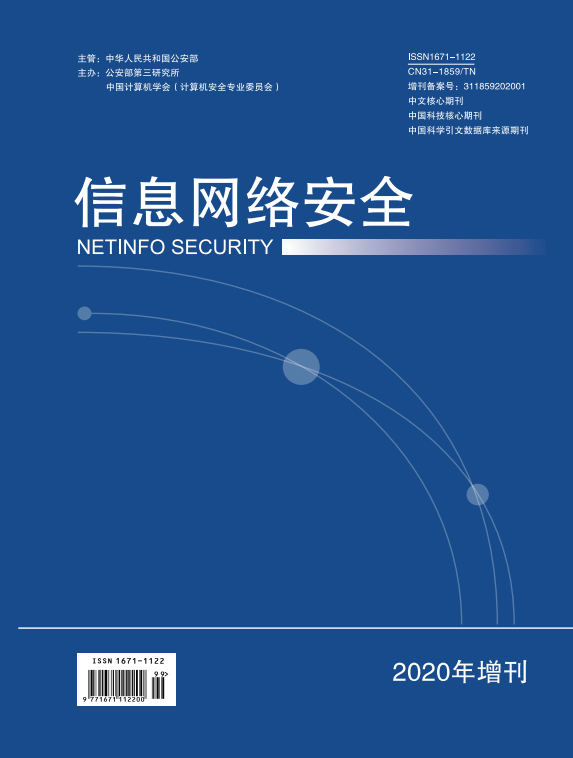 主管：中华人民共和国公安部
主办：公安部第三研究所
中国计算机学会（计算机安全专业委员会）
ISSN1671-1122
CN31-1859/TN
增刊备案号：311859202001
中文核心期刊
中国科技核心期刊
中国科学引文数据库来源期刊
信息网络安全
NETINFO SECURITY
ISSN 1671-1122
9 9>
9 771671 112200
2020年增刊